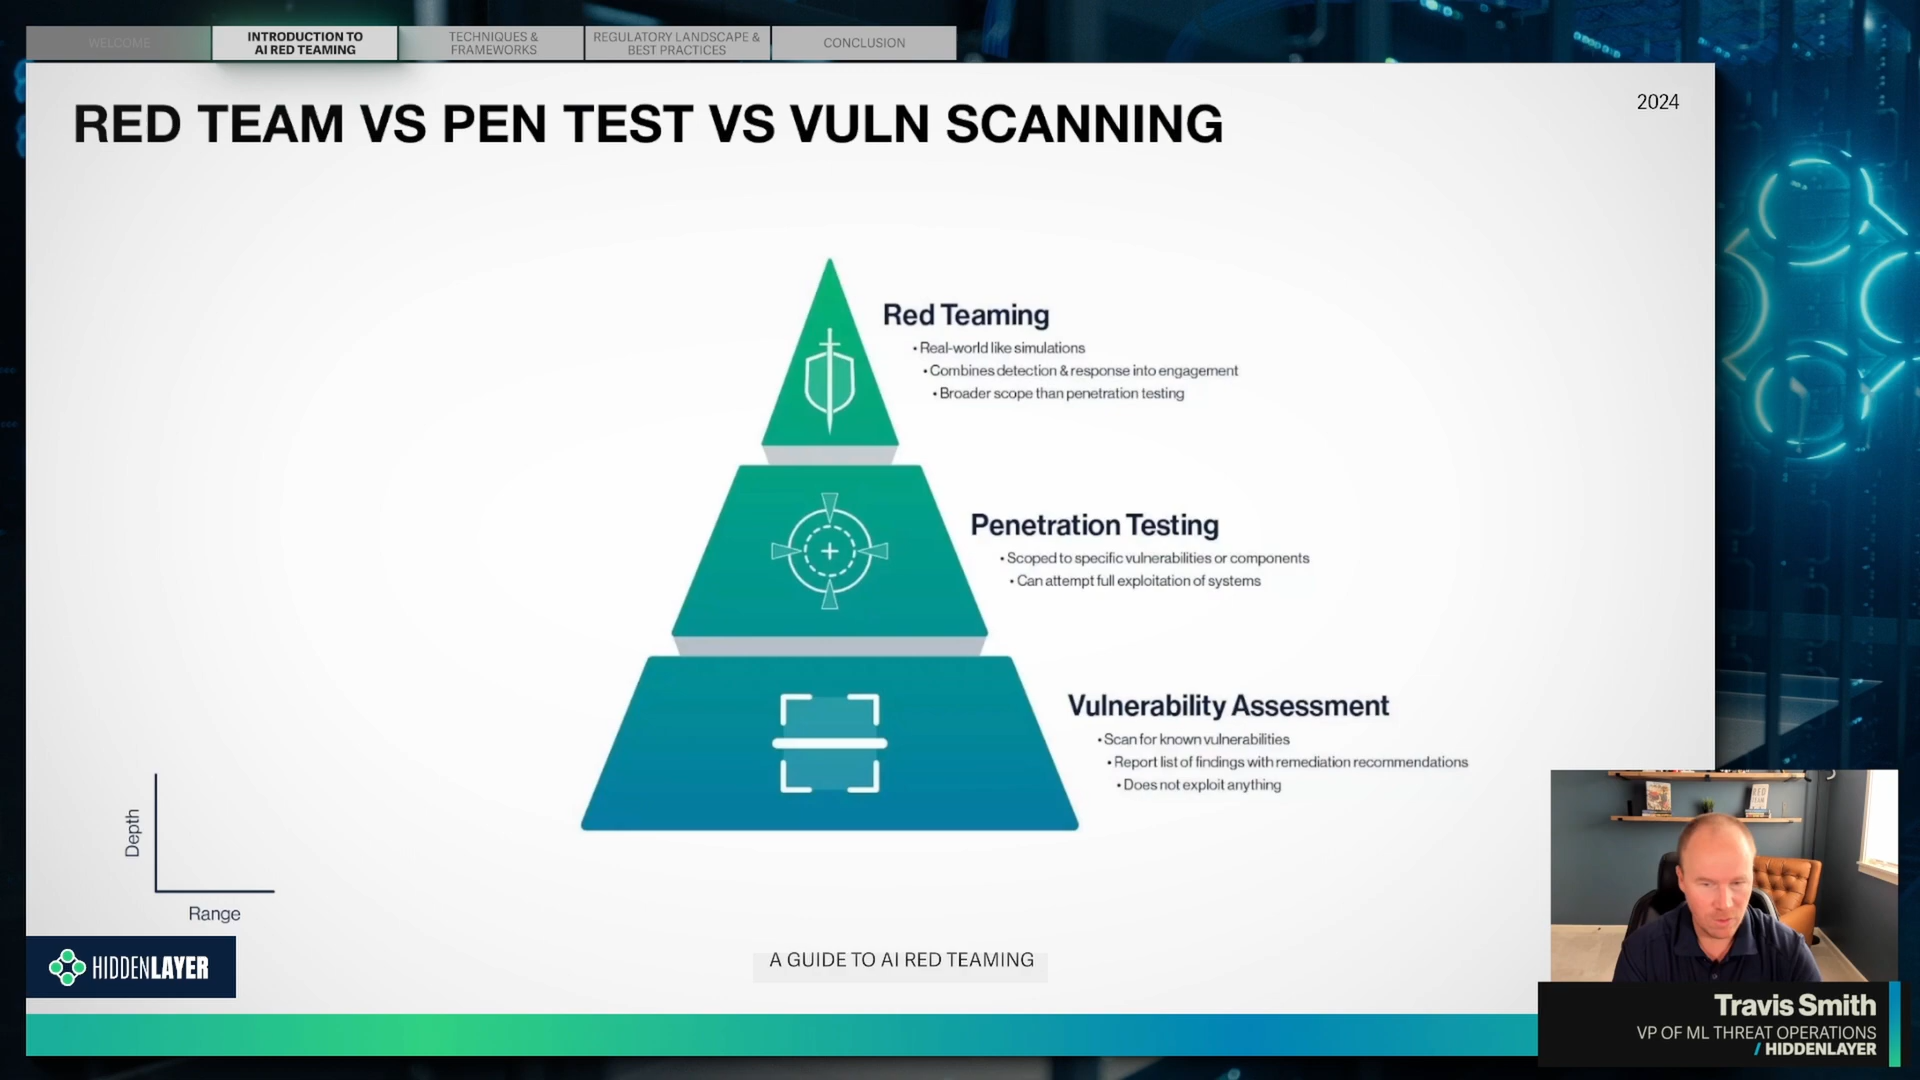 WELCOME
INTRODUCTION TO
AI RED TEAMING
TECHNIQUES &
FRAMEWORKS
REGULATORY LANDSCAPE &
BEST PRACTICES
CONCLUSION
RED TEAM VS PEN TEST VS VULN SCANNING
2024
Red Teaming
• Real-world like simulations
• Combines detection & response into engagement
• Broader scope than penetration testing
Penetration Testing
• Scoped to specific vulnerabilities or components
• Can attempt full exploitation of systems
Vulnerability Assessment
• Scan for known vulnerabilities
• Report list of findings with remediation recommendations
• Does not exploit anything
Depth
Range
HIDDENLAYER
A GUIDE TO AI RED TEAMING
RED
TEAM
Travis Smith
VP OF ML THREAT OPERATIONS
/ HIDDENLAYER